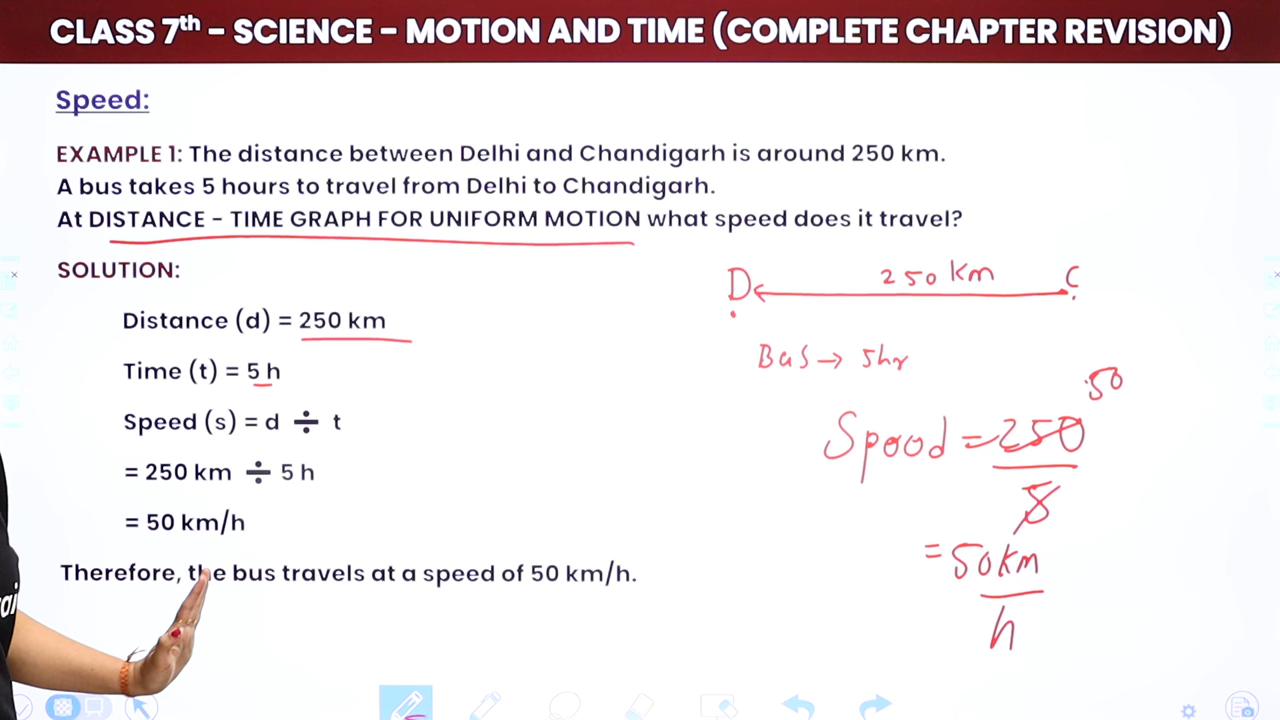 CLASS 7th – SCIENCE – MOTION AND TIME (COMPLETE CHAPTER REVISION)
Speed:
EXAMPLE 1: The distance between Delhi and Chandigarh is around 250 km.
A bus takes 5 hours to travel from Delhi to Chandigarh.
At DISTANCE - TIME GRAPH FOR UNIFORM MOTION what speed does it travel?
SOLUTION:
Distance (d) = 250 km
Time (t) = 5 h
Speed (s) = d ÷ t
= 250 km ÷ 5 h
= 50 km/h
Therefore, the bus travels at a speed of 50 km/h.
D 250 km C
Bus → 5hr
50
Speed = 250
5
= 50km
h